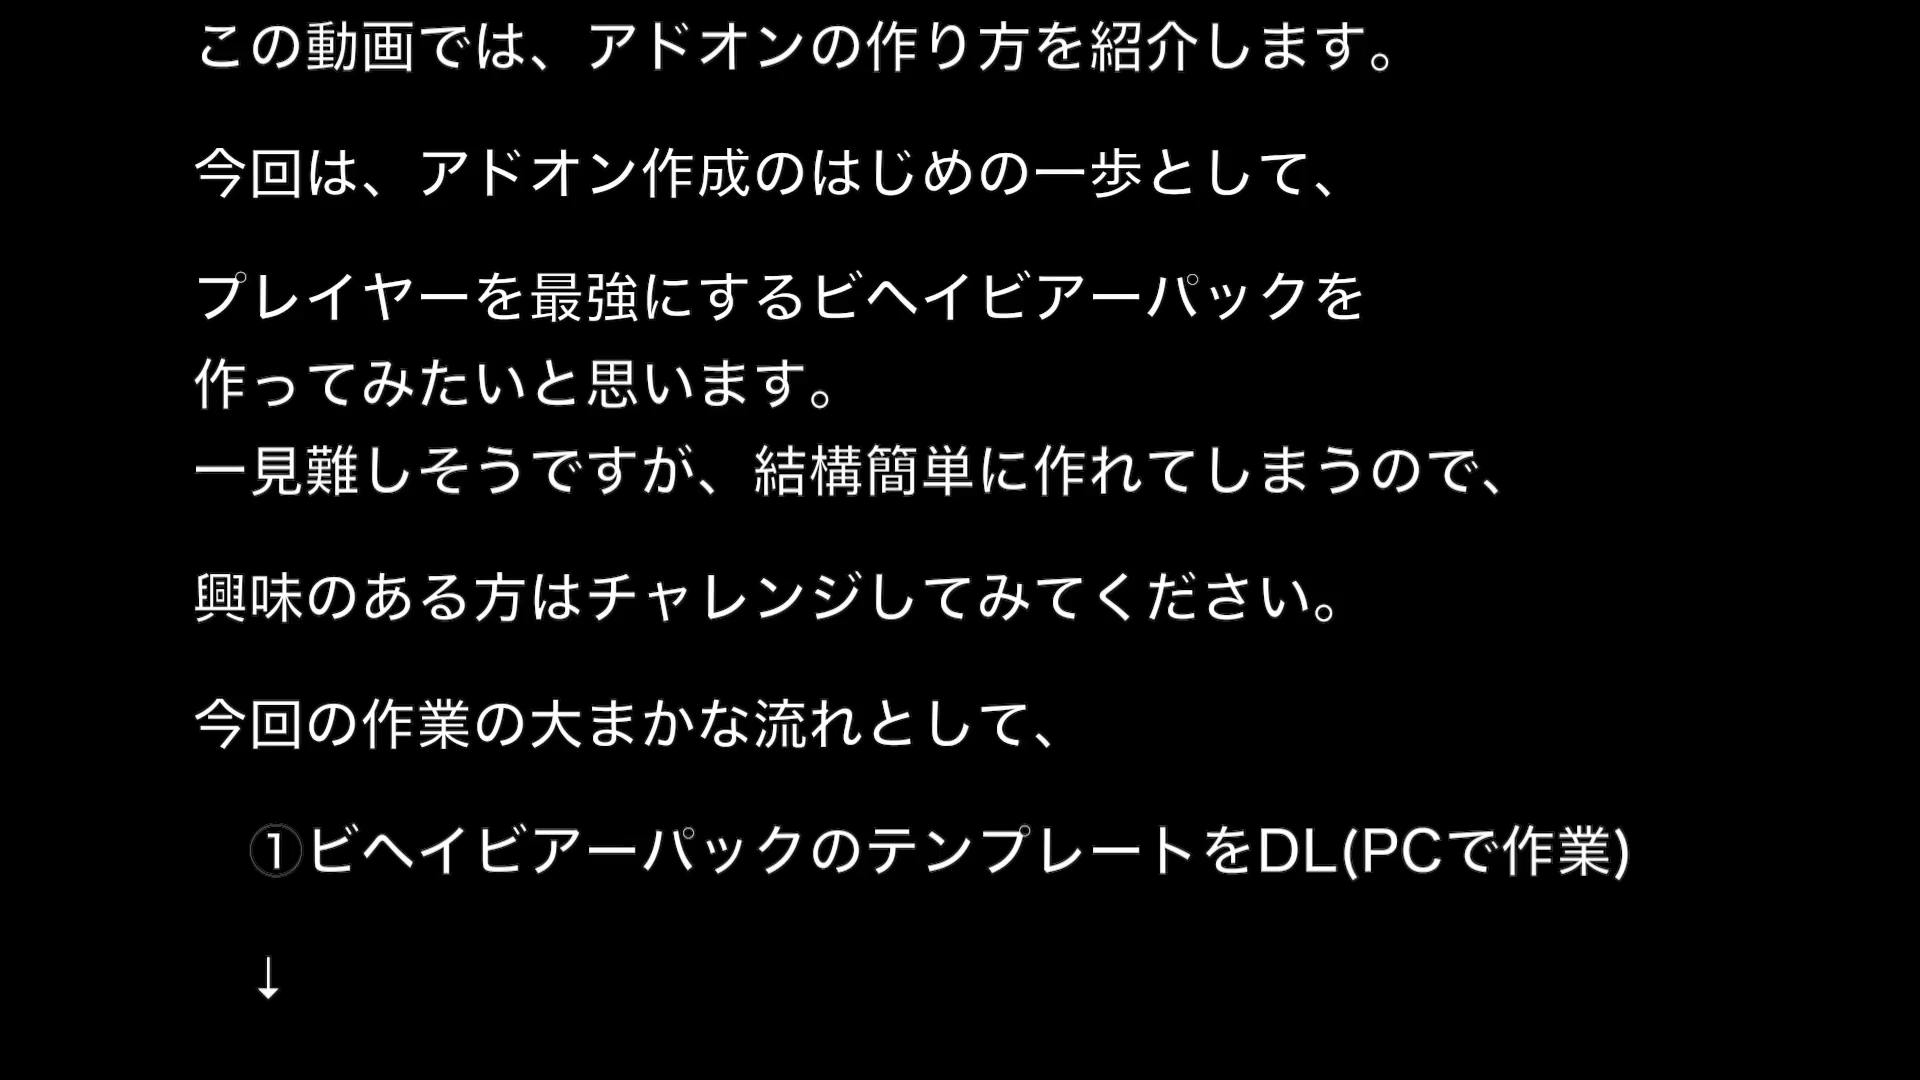 この動画では、アドオンの作り方を紹介します。
今回は、アドオン作成のはじめの一歩として、
プレイヤーを最強にするビヘイビアーパックを
作ってみたいと思います。
一見難しそうですが、結構簡単に作れてしまうので、
興味のある方はチャレンジしてみてください。
今回の作業の大まかな流れとして、
①ビヘイビアーパックのテンプレートをDL(PCで作業)
↓